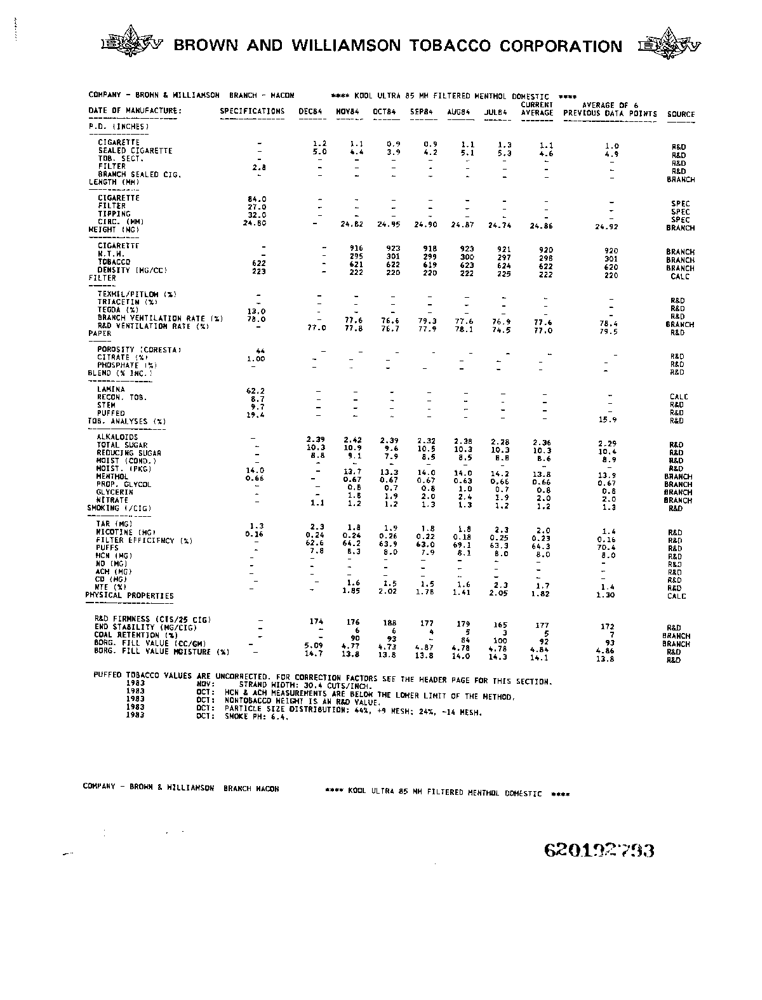 BROWN AND WILLIAMSON TOBACCO CORPORATION
COMPANY - BROWN & WILLIAMSON BRANCH - MACON **** KOOL ULTRA 85 MM FILTERED MENTHOL DOMESTIC ****
CURRENT AVERAGE OF 6
DATE OF MANUFACTURE: SPECIFICATIONS DEC84 NOV84 OCT84 SEP84 AUG84 JUL84 AVERAGE PREVIOUS DATA POINTS SOURCE
P.D. (INCHES)
CIGARETTE - 1.2 1.1 0.9 0.9 1.1 1.3 1.1 1.0 R&D
SEALED CIGARETTE - 5.0 4.4 3.9 4.2 5.1 5.3 4.6 4.9 R&D
TOB. SECT. - - - - - - - - - R&D
FILTER 2.8 - - - - - - - - R&D
BRANCH SEALED CIG. - - - - - - - - - BRANCH
LENGTH (MM)
CIGARETTE 84.0 - - - - - - - - SPEC
FILTER 27.0 - - - - - - - - SPEC
TIPPING 32.0 - - - - - - - - SPEC
CIRC. (MM) 24.80 - 24.82 24.95 24.90 24.87 24.74 24.86 24.92 BRANCH
WEIGHT (MG)
CIGARETTE - - 916 923 918 923 921 920 920 BRANCH
N.T.W. - - 295 301 299 300 297 298 301 BRANCH
TOBACCO 622 - 621 622 619 623 624 622 620 BRANCH
DENSITY (MG/CC) 223 - 222 220 220 222 225 222 220 CALC
FILTER
TEXMIL/PITLOM (%) - - - - - - - - - R&D
TRIACETIN (%) - - - - - - - - - R&D
TEGDA (%) 13.0 - - - - - - - - R&D
BRANCH VENTILATION RATE (%) 78.0 - 77.6 76.6 79.3 77.6 76.9 77.6 78.4 BRANCH
R&D VENTILATION RATE (%) - 77.0 77.8 76.7 77.9 78.1 74.5 77.0 79.5 R&D
PAPER
POROSITY (CORESTA) 44 - - - - - - - - R&D
CITRATE (%) 1.00 - - - - - - - - R&D
PHOSPHATE (%) - - - - - - - - - R&D
BLEND (% INC.)
LAMINA 62.2 - - - - - - - - CALC
RECON. TOB. 8.7 - - - - - - - - R&D
STEM 9.7 - - - - - - - - R&D
PUFFED 19.4 - - - - - - - 15.9 R&D
TOB. ANALYSES (%)
ALKALOIDS - 2.39 2.42 2.39 2.32 2.38 2.28 2.36 2.29 R&D
TOTAL SUGAR - 10.3 10.9 9.6 10.5 10.3 10.3 10.3 10.4 R&D
REDUCING SUGAR - 8.8 9.1 7.9 8.5 8.5 8.8 8.6 8.9 R&D
MOIST (COND.) - - - - - - - - - R&D
MOIST. (PKG) 14.0 - 13.7 13.3 14.0 14.0 14.2 13.8 13.9 BRANCH
MENTHOL 0.66 - 0.67 0.67 0.67 0.63 0.66 0.66 0.67 BRANCH
PROP. GLYCOL - - 0.8 0.7 0.8 1.0 0.7 0.8 0.8 BRANCH
GLYCERIN - - 1.8 1.9 2.0 2.4 1.9 2.0 2.0 BRANCH
NITRATE - 1.1 1.2 1.2 1.3 1.3 1.2 1.2 1.3 R&D
SMOKING (/CIG)
TAR (MG) 1.3 2.3 1.8 1.9 1.8 1.8 2.3 2.0 1.4 R&D
NICOTINE (MG) 0.16 0.24 0.24 0.26 0.22 0.18 0.25 0.23 0.16 R&D
FILTER EFFICIENCY (%) - 62.6 64.2 63.9 63.0 69.1 63.3 64.3 70.4 R&D
PUFFS - 7.8 8.3 8.0 7.9 8.1 8.0 8.0 8.0 R&D
HCN (MG) - - - - - - - - - R&D
NO (MG) - - - - - - - - - R&D
ACH (MG) - - - - - - - - - R&D
CO (MG) - - 1.6 1.5 1.5 1.6 2.3 1.7 1.4 R&D
NTE (%) - - 1.85 2.02 1.78 1.41 2.05 1.82 1.30 CALC
PHYSICAL PROPERTIES
R&D FIRMNESS (CTS/25 CIG) - 174 176 188 177 179 165 177 172 R&D
END STABILITY (MG/CIG) - - 6 6 4 5 3 5 7 BRANCH
COAL RETENTION (%) - - 90 93 - 84 100 92 93 BRANCH
BORG. FILL VALUE (CC/GM) - 5.09 4.77 4.73 4.87 4.78 4.78 4.84 4.86 R&D
BORG. FILL VALUE MOISTURE (%) - 14.7 13.8 13.8 13.8 14.0 14.3 14.1 13.8 R&D
PUFFED TOBACCO VALUES ARE UNCORRECTED. FOR CORRECTION FACTORS SEE THE HEADER PAGE FOR THIS SECTION.
1983 NOV: STRAND WIDTH: 30.4 CUTS/INCH.
1983 OCT: HCN & ACH MEASUREMENTS ARE BELOW THE LOWER LIMIT OF THE METHOD.
1983 OCT: NONTOBACCO WEIGHT IS AN R&D VALUE.
1983 OCT: PARTICLE SIZE DISTRIBUTION: 44%, +9 MESH; 24%, -14 MESH.
1983 OCT: SMOKE PH: 6.4.
COMPANY - BROWN & WILLIAMSON BRANCH MACON **** KOOL ULTRA 85 MM FILTERED MENTHOL DOMESTIC ****
620192793